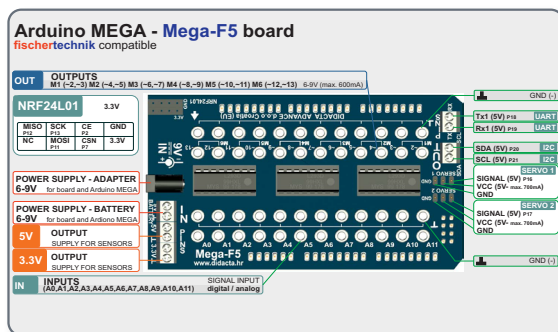 Arduino MEGA - Mega-F5 board
fischertechnik compatible
OUT OUTPUTS
M1 (~2,~3) M2 (~4,~5) M3 (~6,~7) M4 (~8,~9) M5 (~10,~11) M6 (~12,~13) 6-9V (max. 600mA)
NRF24L01 3.3V
MISO SCK CE GND
P12 P13 P2
NC MOSI CSN 3.3V
P11 P7
POWER SUPPLY - ADAPTER
6-9V for board and Arduino MEGA
POWER SUPPLY - BATTERY
6-9V for board and Arduino MEGA
5V OUTPUT
SUPPLY FOR SENSORS
3.3V OUTPUT
SUPPLY FOR SENSORS
IN INPUTS SIGNAL INPUT
(A0,A1,A2,A3,A4,A5,A6,A7,A8,A9,A10,A11) digital / analog
NRF24L01
DIDACTA
ADVANCE d.o.o Croatia (EU)
OUT
A0 A1 A2 A3 A4 A5 A6 A7 A8 A9 A10 A11
Mega-F5
www.didacta.hr
GND (-)
Tx1 (5V) P18 UART
Rx1 (5V) P19 UART
SDA (5V) P20 I2C
SCL (5V) P21 I2C
SERVO 1
SIGNAL (5V) P16
VCC (5V- max. 700mA)
GND
SERVO 2
SIGNAL (5V) P17
VCC (5V- max. 700mA)
GND
GND (-)